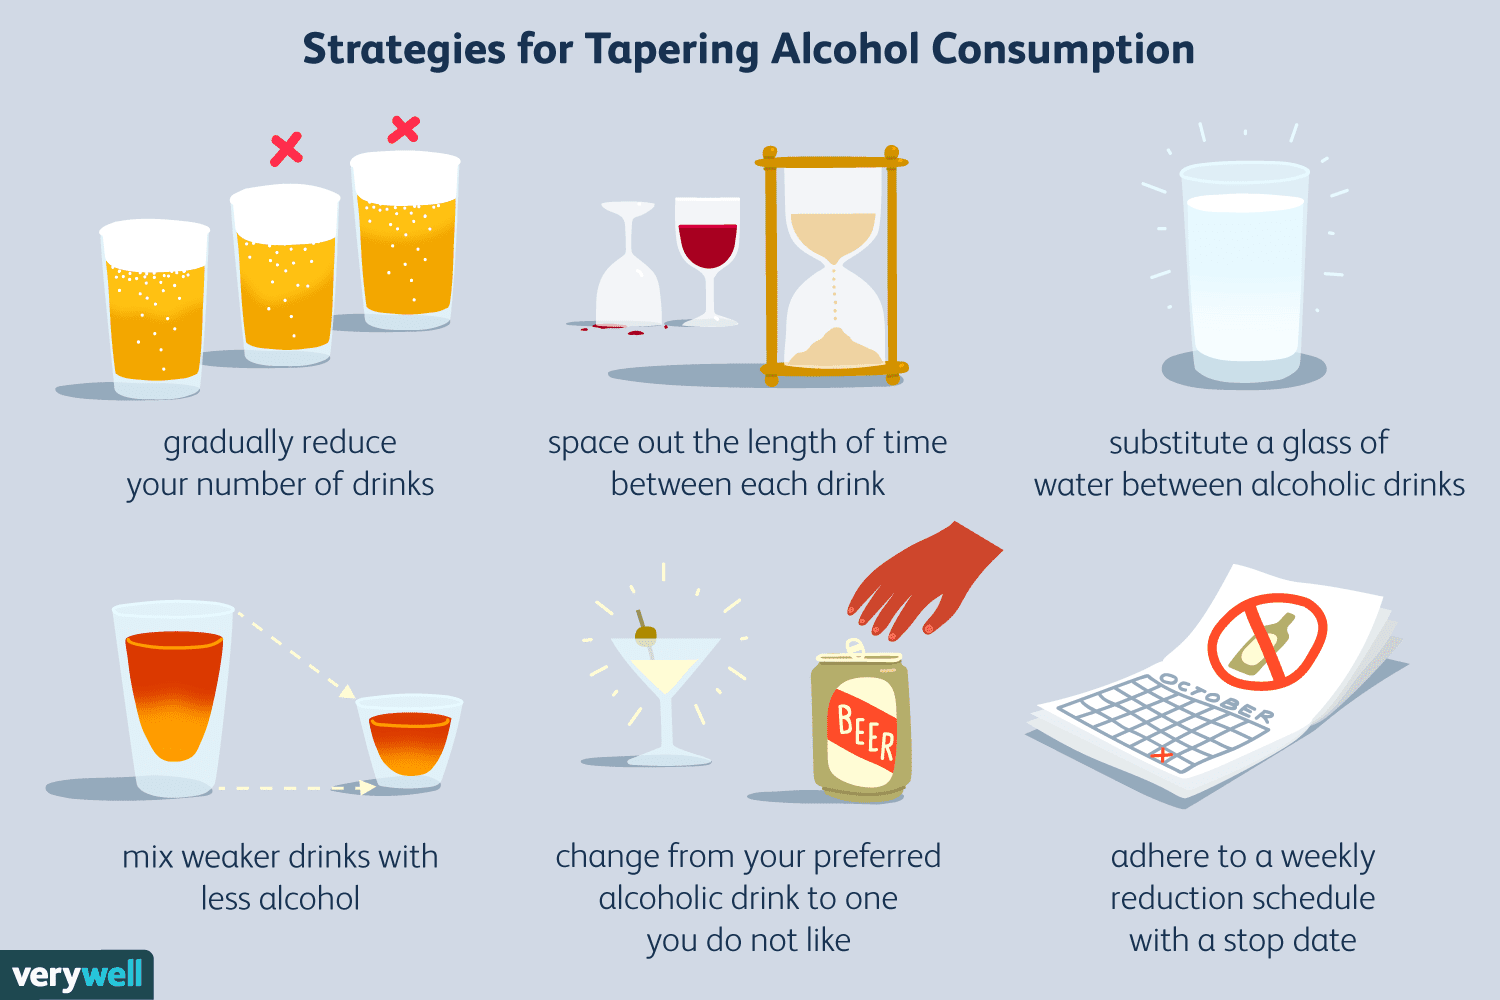 Strategies for Tapering Alcohol Consumption
gradually reduce
your number of drinks
space out the length of time
between each drink
substitute a glass of
water between alcoholic drinks
BEER
OCTOBER
mix weaker drinks with
less alcohol
change from your preferred
alcoholic drink to one
you do not like
adhere to a weekly
reduction schedule
with a stop date
verywell